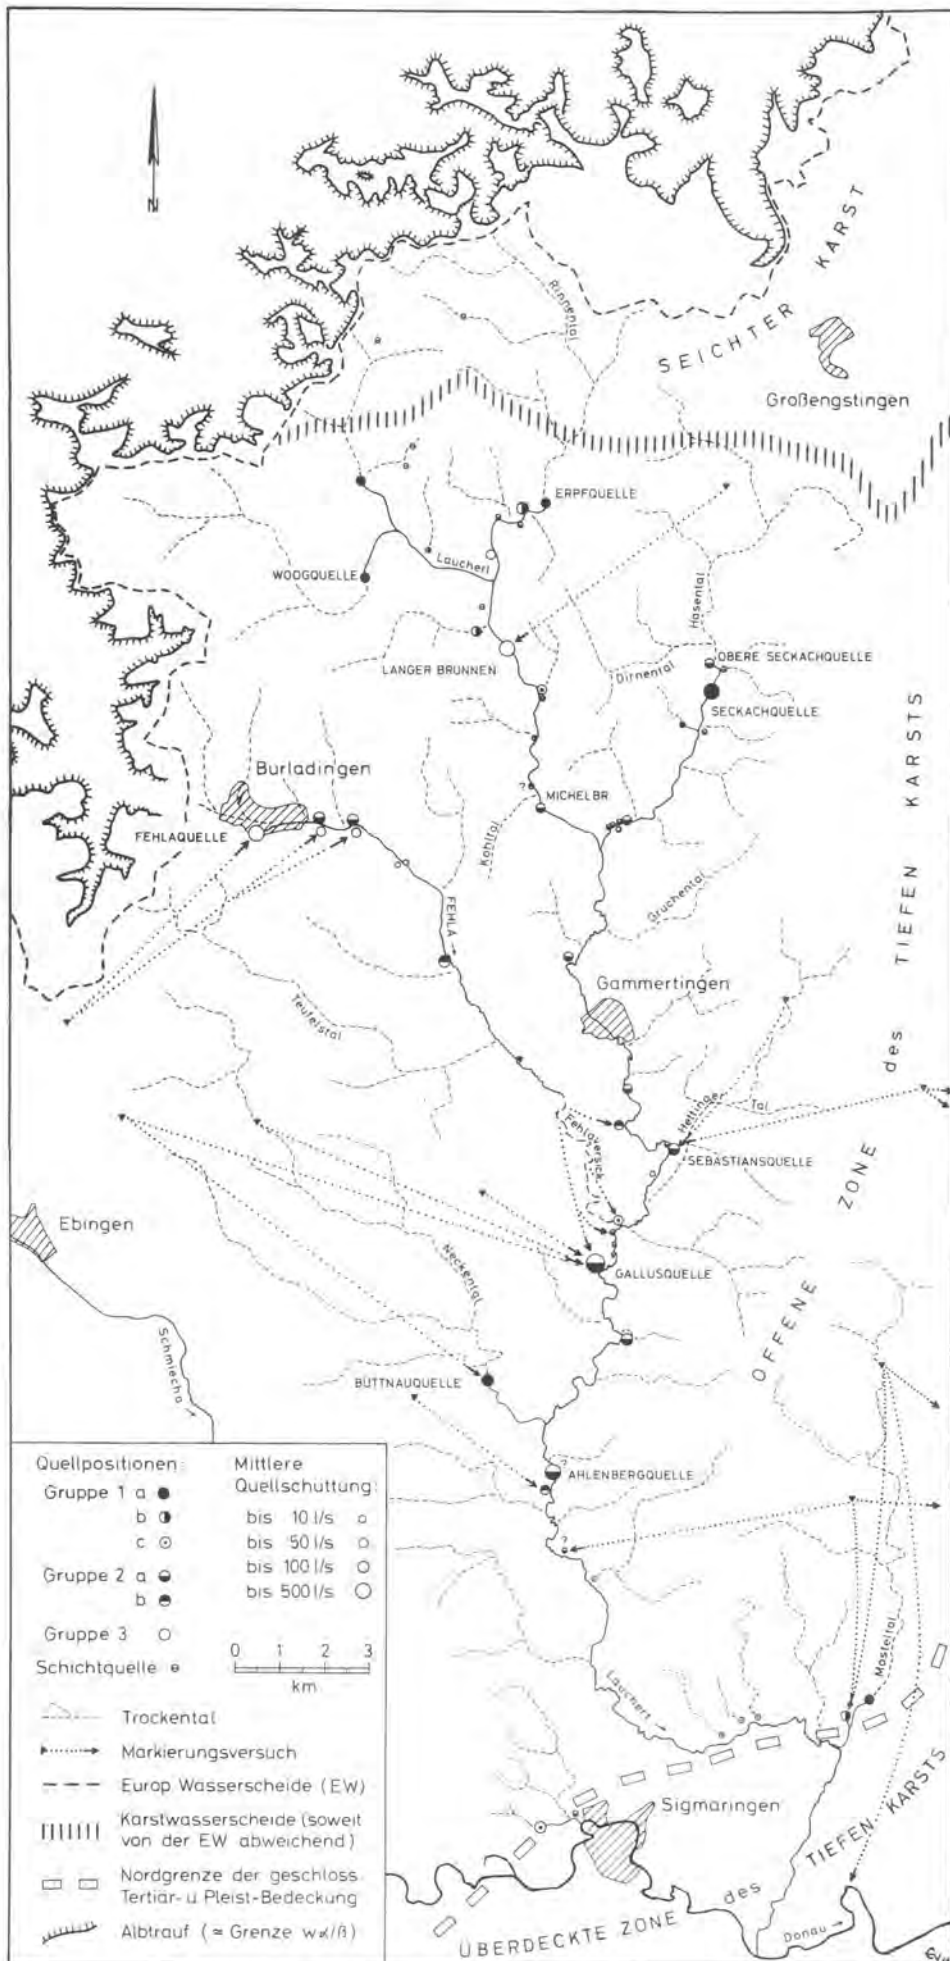 SEICHTER KARST
Rinnental
Großengstingen
ERPFQUELLE
Lauchert
WOOGQUELLE
Hasental
LANGER BRUNNEN
OBERE SECKACHQUELLE
Dirnental
SECKACHQUELLE
Burladingen
FEHLAQUELLE
?
MICHELBR
Kohltal
FEHLA
Gruchental
Gammertingen
Teufelstal
OFFENE ZONE des TIEFEN KARSTS
Fehlaversick.
Hettinger Tal
SEBASTIANSQUELLE
Ebingen
Neckental
GALLUSQUELLE
Schmiecha
BÜTTNAUQUELLE
AHLENBERGQUELLE
?
Lauchert
Mosteltal
Sigmaringen
ÜBERDECKTE ZONE des TIEFEN KARSTS
Donau
Quellpositionen:
Gruppe 1 a
b
c
Gruppe 2 a
b
Gruppe 3
Schichtquelle
Mittlere
Quellschüttung:
bis 10 l/s
bis 50 l/s
bis 100 l/s
bis 500 l/s
0 1 2 3
km
Trockental
Markierungsversuch
Europ Wasserscheide (EW)
Karstwasserscheide (soweit
von der EW abweichend)
Nordgrenze der geschloss.
Tertiär- u Pleist-Bedeckung
Albtrauf (≈ Grenze wα/ß)